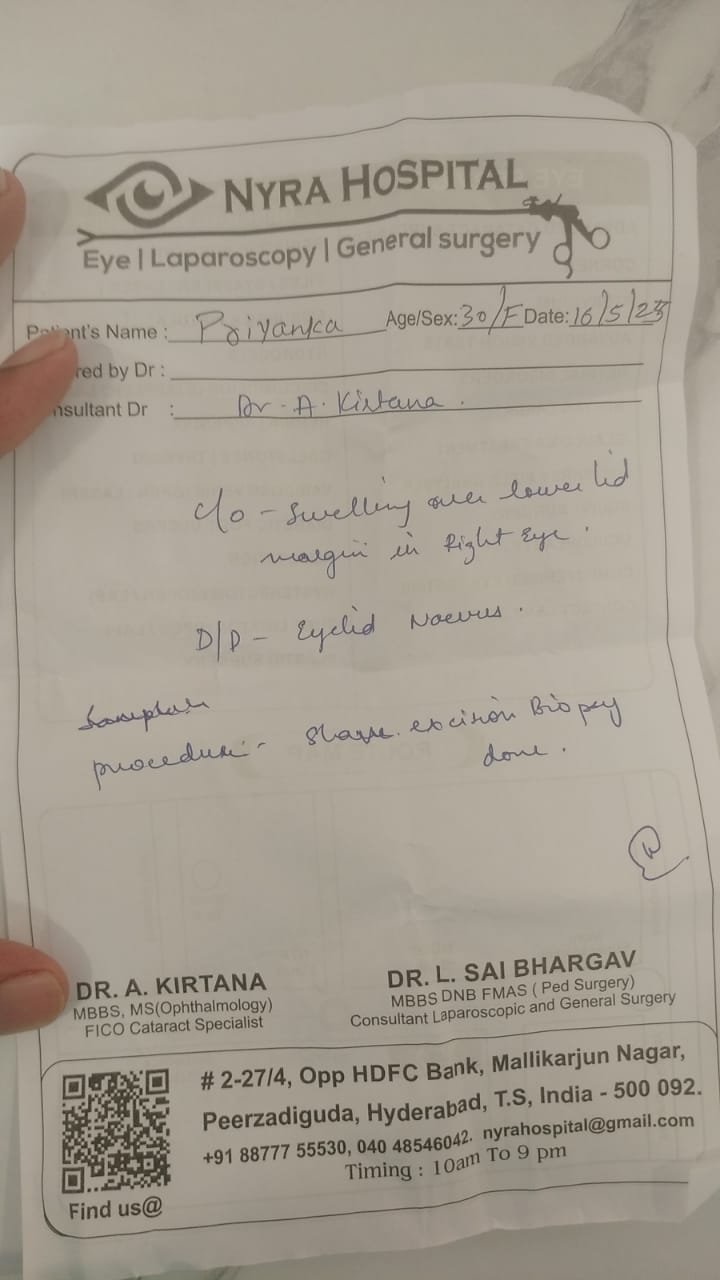 NYRA HOSPITAL
Eye | Laparoscopy | General surgery
Patient's Name : Priyanka Age/Sex: 30/F Date: 16/5/23
red by Dr :
nsultant Dr : Dr. A. Kirtana .
c/o - Swelling over lower lid
margin in Right Eye .
D/D - Eyelid Naevus .
procedure :- Shave excision Biopsy
done .
DR. A. KIRTANA
MBBS, MS(Ophthalmology)
FICO Cataract Specialist
DR. L. SAI BHARGAV
MBBS DNB FMAS ( Ped Surgery)
Consultant Laparoscopic and General Surgery
# 2-27/4, Opp HDFC Bank, Mallikarjun Nagar,
Peerzadiguda, Hyderabad, T.S, India - 500 092.
+91 88777 55530, 040 48546042. nyrahospital@gmail.com
Timing : 10am To 9 pm
Find us@